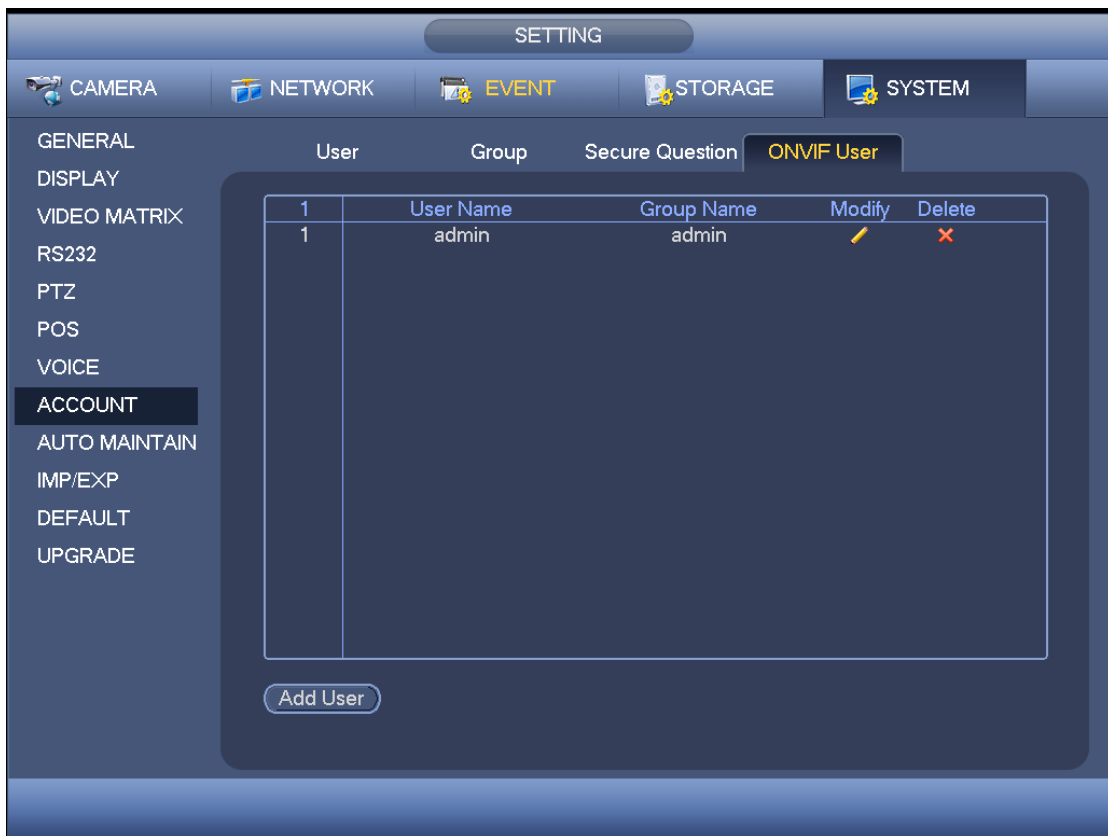 SETTING
CAMERA NETWORK EVENT STORAGE SYSTEM
User Group Secure Question ONVIF User
GENERAL
DISPLAY
VIDEO MATRIX
RS232
PTZ
POS
VOICE
ACCOUNT
AUTO MAINTAIN
IMP/EXP
DEFAULT
UPGRADE
1 User Name Group Name Modify Delete
1 admin admin
Add User